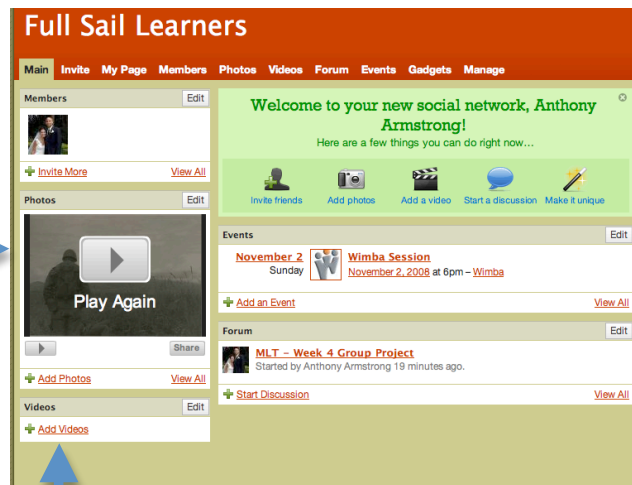 Full Sail Learners
Main Invite My Page Members Photos Videos Forum Events Gadgets Manage
Members Edit
Invite More View All
Photos Edit
Play Again
Share
Add Photos View All
Videos Edit
Add Videos
Welcome to your new social network, Anthony
Armstrong!
Here are a few things you can do right now…
Invite friends Add photos Add a video Start a discussion Make it unique
Events Edit
November 2 Wimba Session
Sunday November 2, 2008 at 6pm – Wimba
Add an Event View All
Forum Edit
MLT – Week 4 Group Project
Started by Anthony Armstrong 19 minutes ago.
Start Discussion View All